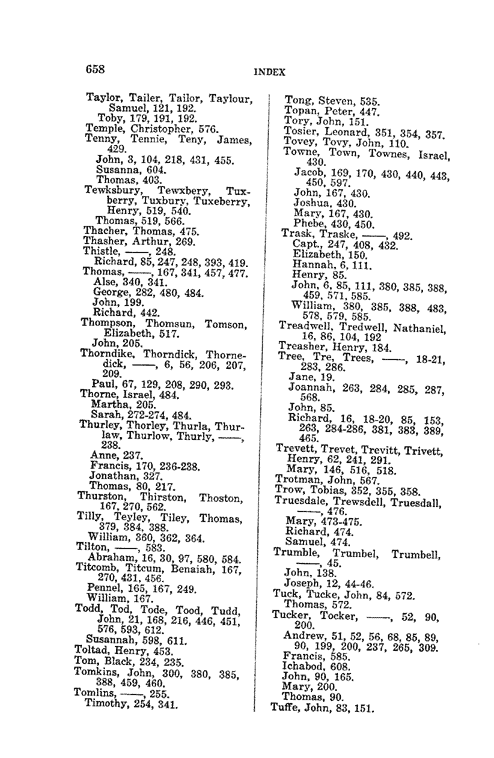 658
INDEX
Taylor, Tailer, Tailor, Taylour,
Samuel, 121, 192.
Toby, 179, 191, 192.
Temple, Christopher, 576.
Tenny, Tennie, Teny, James,
429.
John, 3, 104, 218, 431, 455.
Susanna, 604.
Thomas, 403.
Tewksbury, Tewxbery, Tux-
berry, Tuxbury, Tuxeberry,
Henry, 519, 540.
Thomas, 519, 566.
Thacher, Thomas, 475.
Thasher, Arthur, 269.
Thistle, ——, 248.
Richard, 85, 247, 248, 393, 419.
Thomas, ——, 167, 341, 457, 477.
Alse, 340, 341.
George, 282, 480, 484.
John, 199.
Richard, 442.
Thompson, Thomsun, Tomson,
Elizabeth, 517.
John, 205.
Thorndike, Thorndick, Thorne-
dick, ——, 6, 56, 206, 207,
209.
Paul, 67, 129, 208, 290, 293.
Thorne, Israel, 484.
Martha, 205.
Sarah, 272-274, 484.
Thurley, Thorley, Thurla, Thur-
law, Thurlow, Thurly, ——,
238.
Anne, 237.
Francis, 170, 236-238.
Jonathan, 327.
Thomas, 80, 217.
Thurston, Thirston, Thoston,
167, 270, 562.
Tilly, Teyley, Tiley, Thomas,
379, 384, 388.
William, 360, 362, 364.
Tilton, ——, 583.
Abraham, 16, 30, 97, 580, 584.
Titcomb, Titcum, Benaiah, 167,
270, 431, 456.
Pennel, 165, 167, 249.
William, 167.
Todd, Tod, Tode, Tood, Tudd,
John, 21, 168, 216, 446, 451,
576, 593, 612.
Susannah, 598, 611.
Toltad, Henry, 453.
Tom, Black, 234, 235.
Tomkins, John, 300, 380, 385,
388, 459, 460.
Tomlins, ——, 255.
Timothy, 254, 341.
Tong, Steven, 535.
Topan, Peter, 447.
Tory, John, 151.
Tosier, Leonard, 351, 354, 357.
Tovey, Tovy, John, 110.
Towne, Town, Townes, Israel,
430.
Jacob, 169, 170, 430, 440, 443,
450, 597.
John, 167, 430.
Joshua, 430.
Mary, 167, 430.
Phebe, 430, 450.
Trask, Traske, ——, 492.
Capt., 247, 408, 432.
Elizabeth, 150.
Hannah, 6, 111.
Henry, 85.
John, 6, 85, 111, 380, 385, 388,
459, 571, 585.
William, 380, 385, 388, 483,
578, 579, 585.
Treadwell, Tredwell, Nathaniel,
16, 86, 104, 192
Treasher, Henry, 184.
Tree, Tre, Trees, ——, 18-21,
283, 286.
Jane, 19.
Joannah, 263, 284, 285, 287,
568.
John, 85.
Richard, 16, 18-20, 85, 153,
263, 284-286, 381, 383, 389,
465.
Trevett, Trevet, Trevitt, Trivett,
Henry, 62, 241, 291.
Mary, 146, 516, 518.
Trotman, John, 567.
Trow, Tobias, 352, 355, 358.
Truesdale, Trewsdell, Truesdall,
——, 476.
Mary, 473-475.
Richard, 474.
Samuel, 474.
Trumble, Trumbel, Trumbell,
——, 45.
John, 138.
Joseph, 12, 44-46.
Tuck, Tucke, John, 84, 572.
Thomas, 572.
Tucker, Tocker, ——, 52, 90,
200.
Andrew, 51, 52, 56, 68, 85, 89,
90, 199, 200, 237, 265, 309.
Francis, 585.
Ichabod, 608.
John, 90, 165.
Mary, 200.
Thomas, 90.
Tuffe, John, 83, 151.